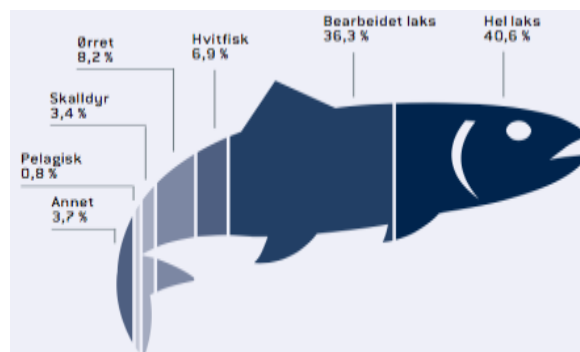 Bearbeidet laks
36,3 %
Hel laks
40,6 %
Hvitfisk
6,9 %
Ørret
8,2 %
Skalldyr
3,4 %
Pelagisk
0,8 %
Annet
3,7 %